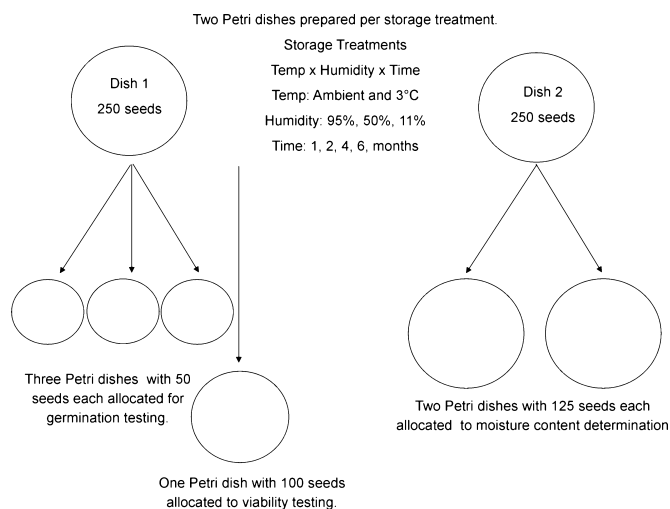 Two Petri dishes prepared per storage treatment.
Storage Treatments
Temp x Humidity x Time
Temp: Ambient and 3°C
Humidity: 95%, 50%, 11%
Time: 1, 2, 4, 6, months
Dish 1
250 seeds
Dish 2
250 seeds
Three Petri dishes with 50
seeds each allocated for
germination testing.
One Petri dish with 100 seeds
allocated to viability testing.
Two Petri dishes with 125 seeds each
allocated to moisture content determination